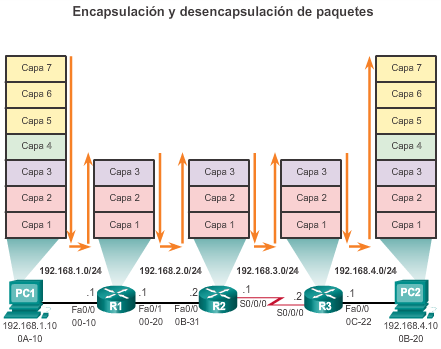 Encapsulación y desencapsulación de paquetes
Capa 7
Capa 6
Capa 5
Capa 4
Capa 3
Capa 2
Capa 1
Capa 3
Capa 2
Capa 1
Capa 3
Capa 2
Capa 1
Capa 3
Capa 2
Capa 1
Capa 7
Capa 6
Capa 5
Capa 4
Capa 3
Capa 2
Capa 1
192.168.1.0/24
192.168.2.0/24
192.168.3.0/24
192.168.4.0/24
PC1
.1
R1
.1
.2
R2
.1
S0/0/0
.2
S0/0/0
R3
.1
PC2
192.168.1.10
0A-10
Fa0/0
00-10
Fa0/1
00-20
Fa0/0
0B-31
Fa0/0
0C-22
192.168.4.10
0B-20